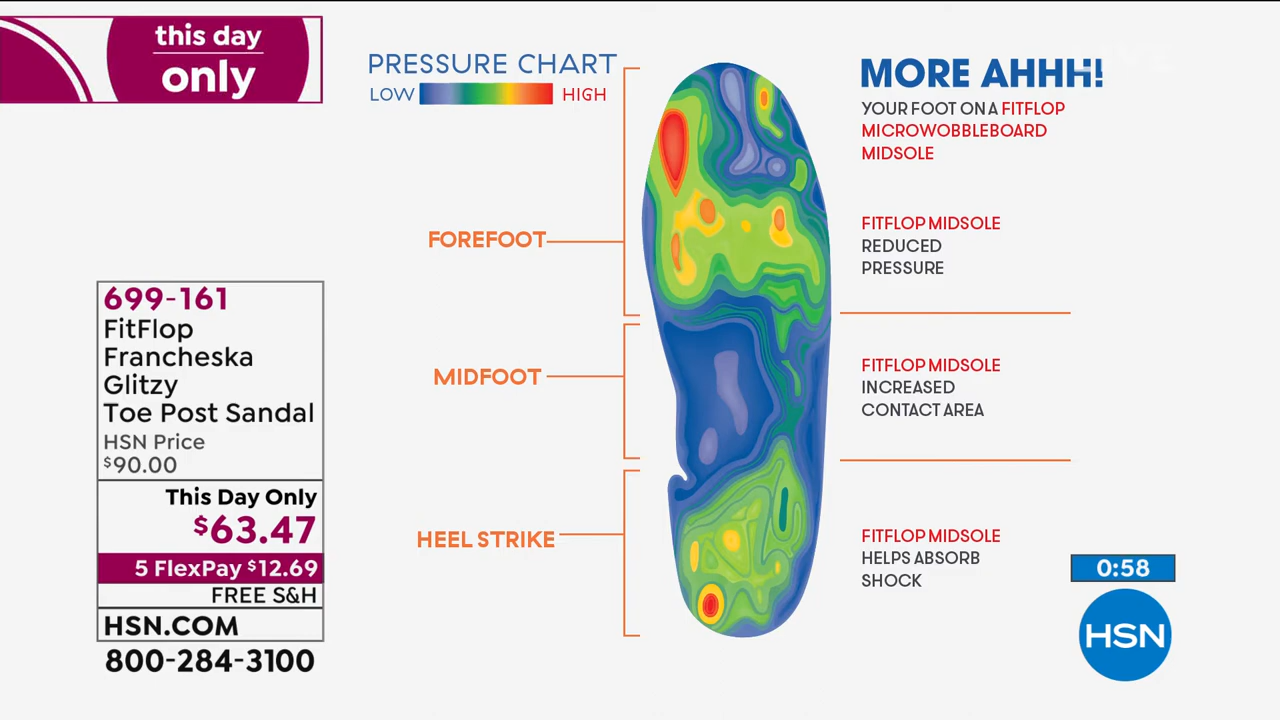 this day
only
PRESSURE CHART
LOW
HIGH
MORE AHHH!
YOUR FOOT ON A FITFLOP
MICROWOBBLEBOARD
MIDSOLE
FOREFOOT
FITFLOP MIDSOLE
REDUCED
PRESSURE
MIDFOOT
FITFLOP MIDSOLE
INCREASED
CONTACT AREA
HEEL STRIKE
FITFLOP MIDSOLE
HELPS ABSORB
SHOCK
699-161
FitFlop
Francheska
Glitzy
Toe Post Sandal
HSN Price
$90.00
This Day Only
$63.47
5 FlexPay $12.69
FREE S&H
HSN.COM
800-284-3100
0:58
HSN